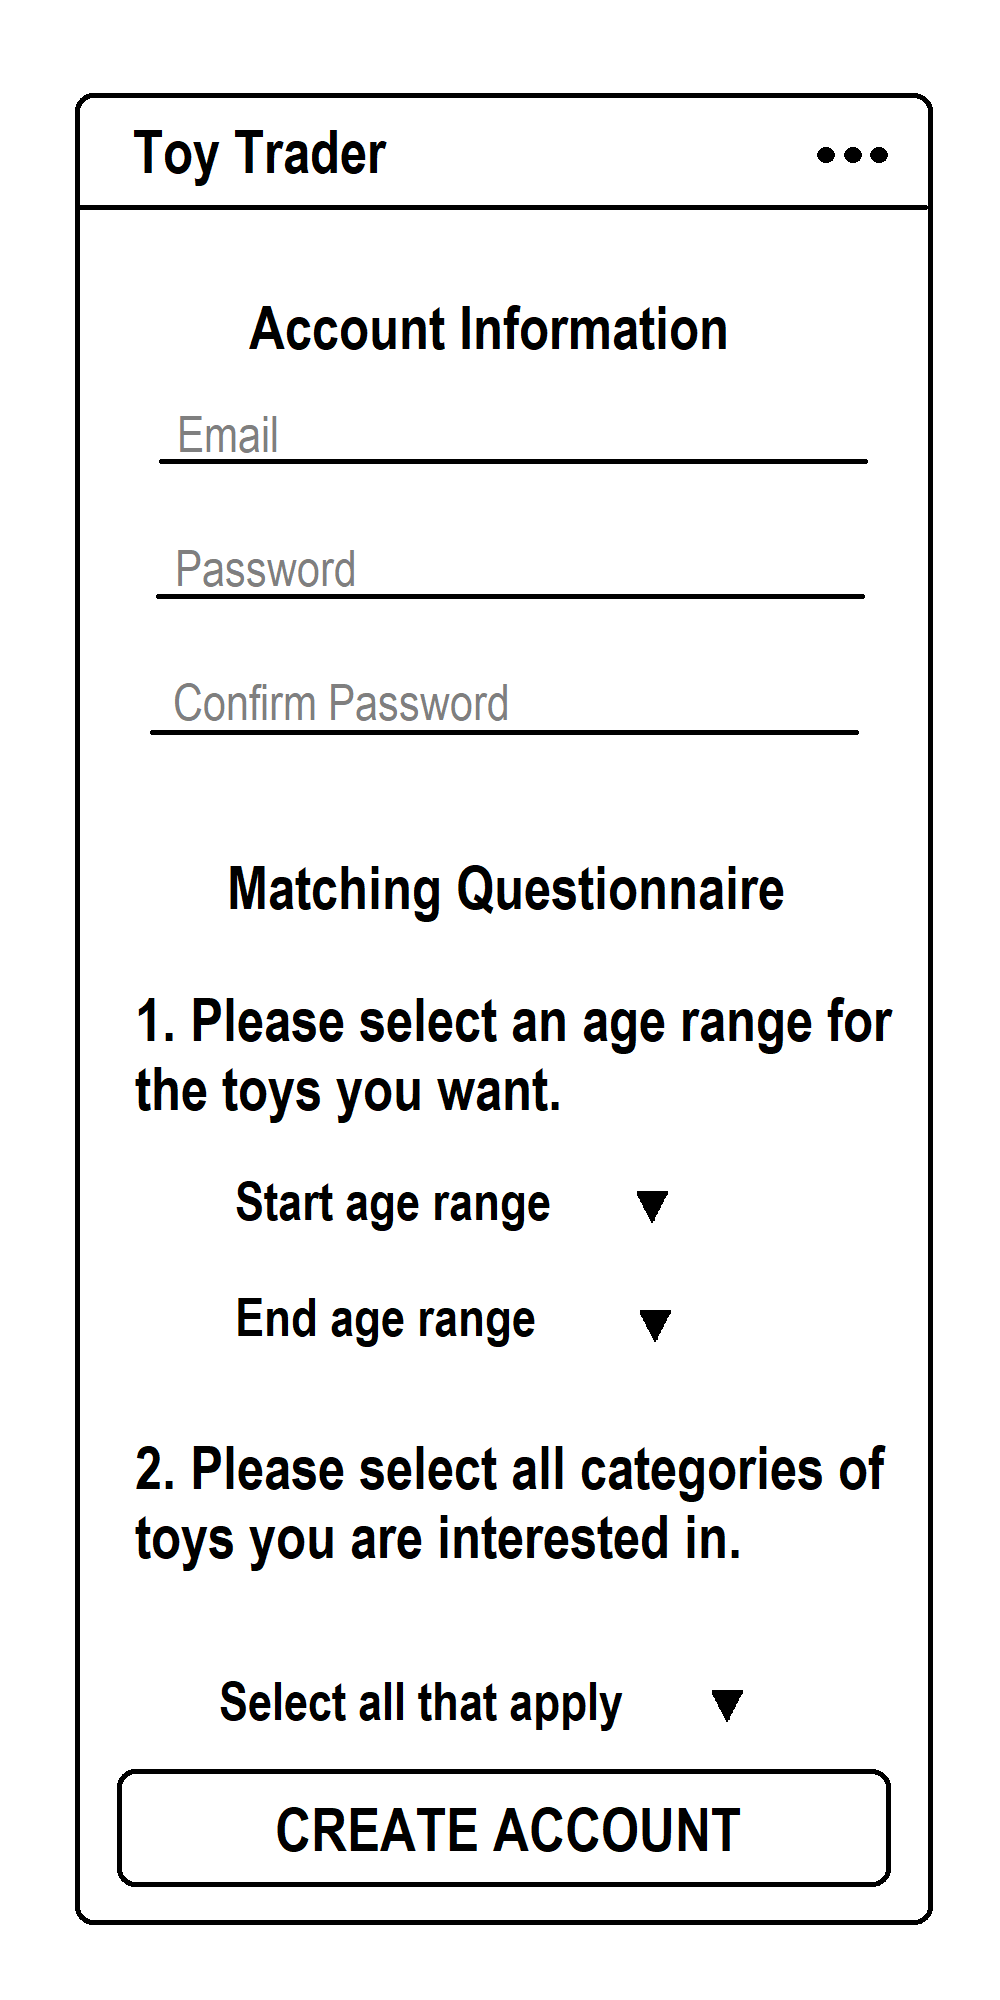 Toy Trader
Account Information
Email
Password
Confirm Password
Matching Questionnaire
1. Please select an age range for
the toys you want.
Start age range
End age range
2. Please select all categories of
toys you are interested in.
Select all that apply
CREATE ACCOUNT